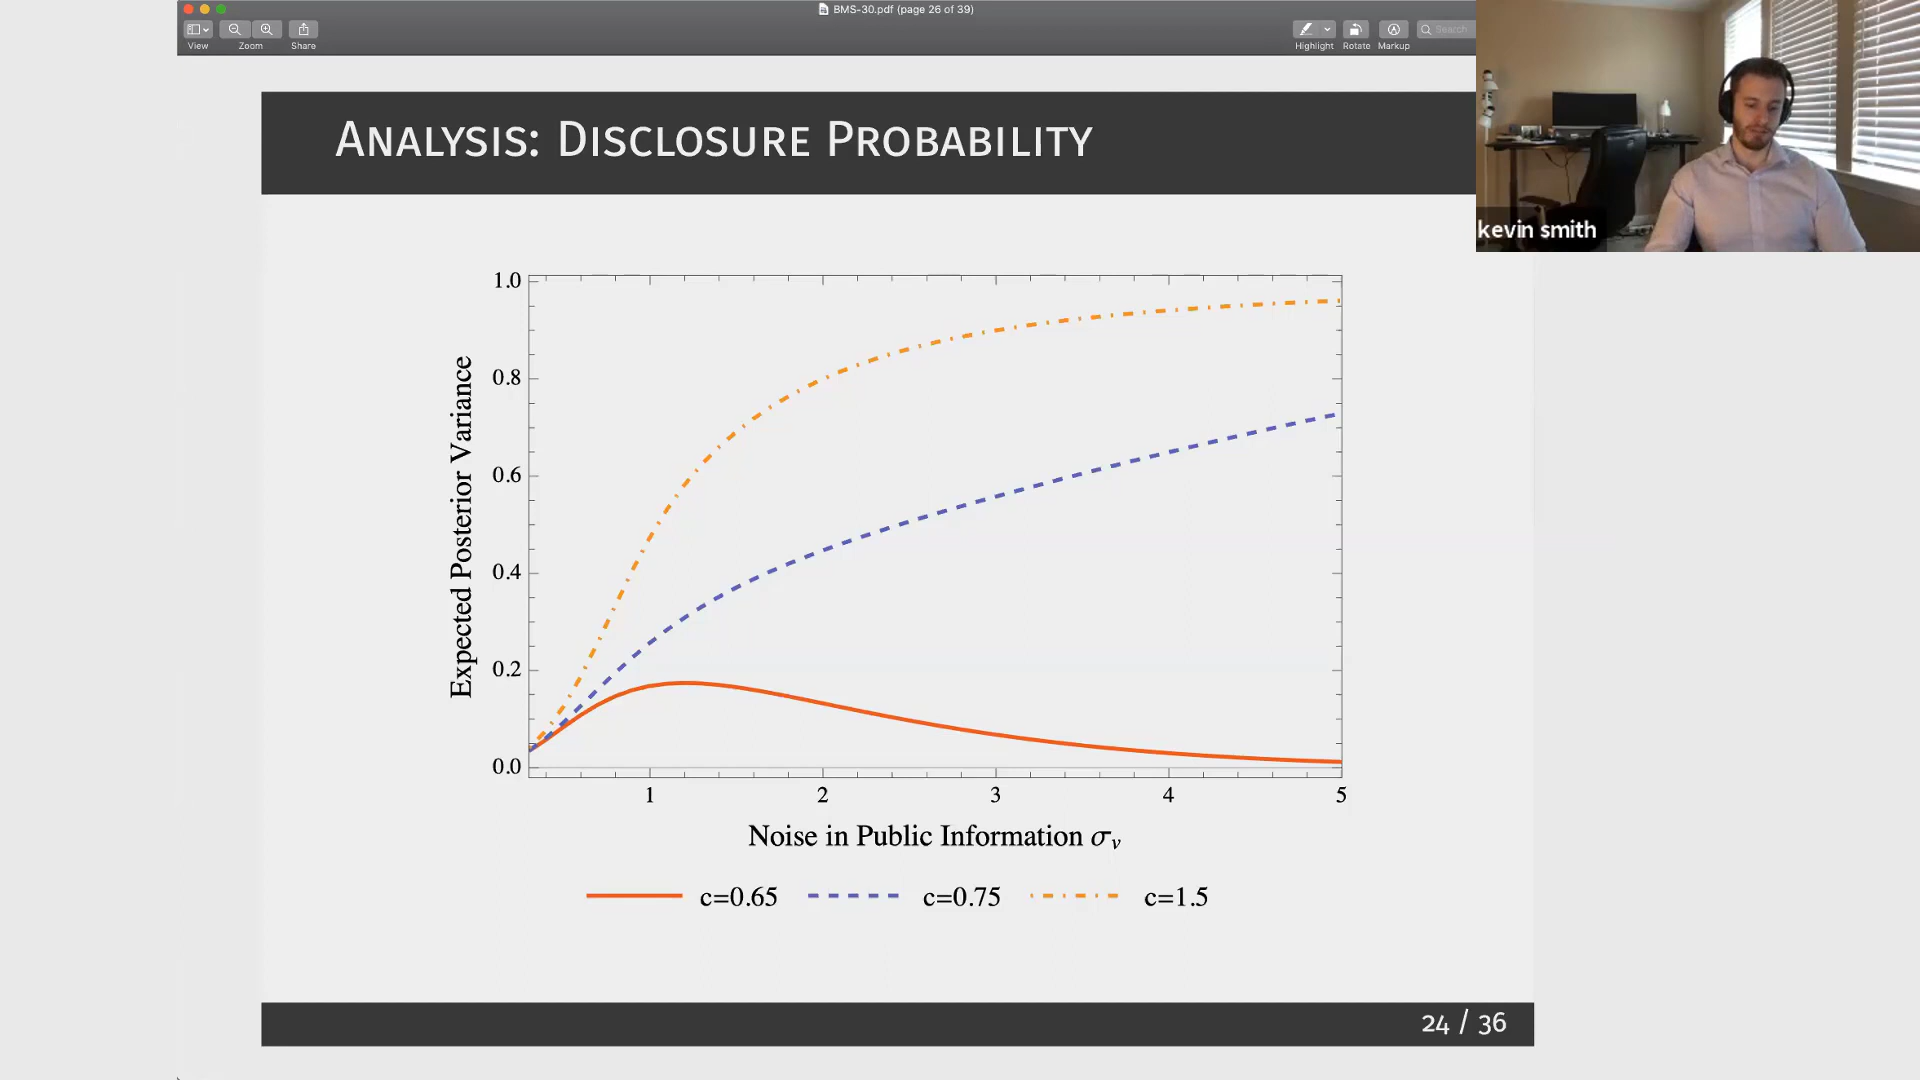 BMS-30.pdf (page 26 of 39)
View
Zoom
Share
Highlight
Rotate
Markup
Search
kevin smith
ANALYSIS: DISCLOSURE PROBABILITY
Expected Posterior Variance
1.0
0.8
0.6
0.4
0.2
0.0
1 2 3 4 5
Noise in Public Information σᵥ
c=0.65 c=0.75 c=1.5
24 / 36